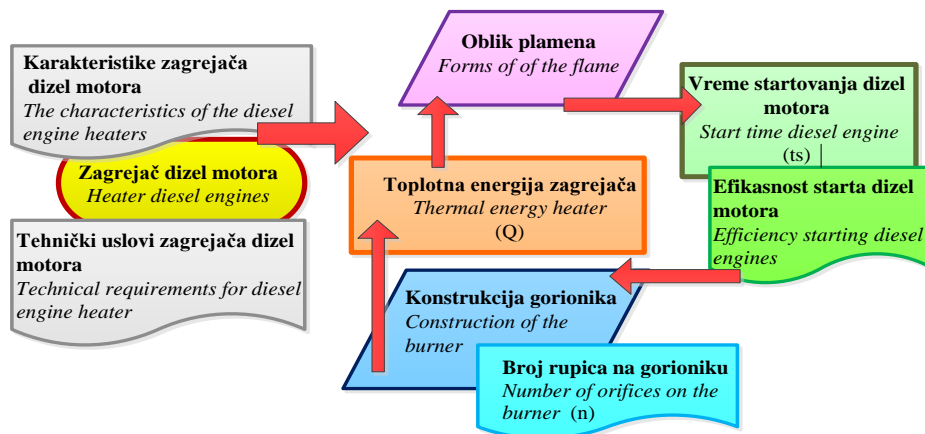 Karakteristike zagrejača
dizel motora
The characteristics of the diesel
engine heaters
Zagrejač dizel motora
Heater diesel engines
Tehnički uslovi zagrejača dizel
motora
Technical requirements for diesel
engine heater
Oblik plamena
Forms of of the flame
Toplotna energija zagrejača
Thermal energy heater
(Q)
Konstrukcija gorionika
Construction of the
burner
Broj rupica na gorioniku
Number of orifices on the
burner (n)
Vreme startovanja dizel
motora
Start time diesel engine
(ts)
Efikasnost starta dizel
motora
Efficiency starting diesel
engines